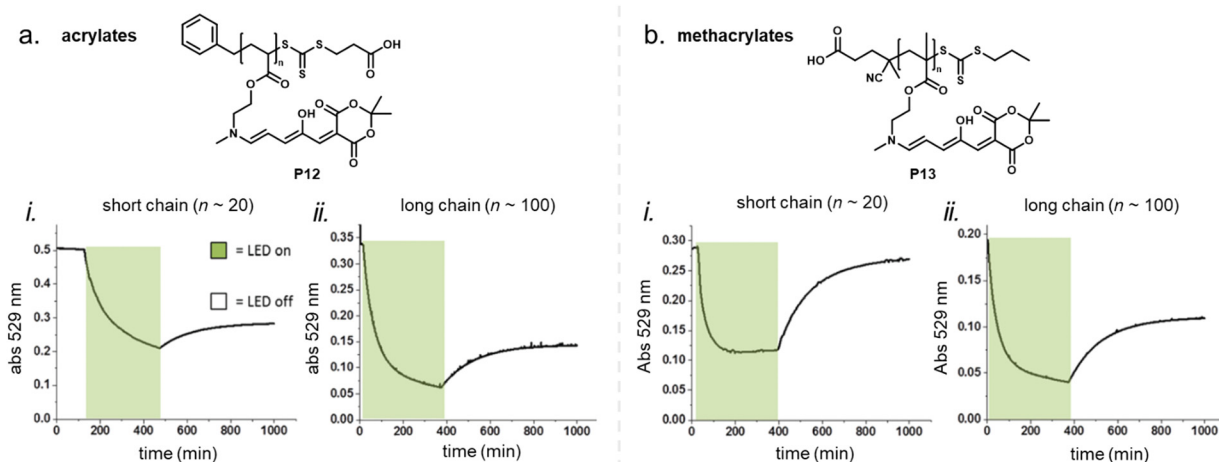 a. acrylates
n
S
S
S
O
OH
O
O
N
OH
O
O
O
O
P12
i. short chain (n ~ 20)
abs 529 nm
0.5
0.4
0.3
0.2
0.1
0.0
0 200 400 600 800 1000
time (min)
= LED on
= LED off
ii. long chain (n ~ 100)
abs 529 nm
0.35
0.30
0.25
0.20
0.15
0.10
0.05
0.00
0 200 400 600 800 1000
time (min)
b. methacrylates
O
HO
NC
n
S
S
S
O
O
N
OH
O
O
O
O
P13
i. short chain (n ~ 20)
Abs 529 nm
0.30
0.25
0.20
0.15
0.10
0.05
0.00
0 200 400 600 800 1000
time (min)
ii. long chain (n ~ 100)
Abs 529 nm
0.20
0.15
0.10
0.05
0.00
0 200 400 600 800 1000
time (min)